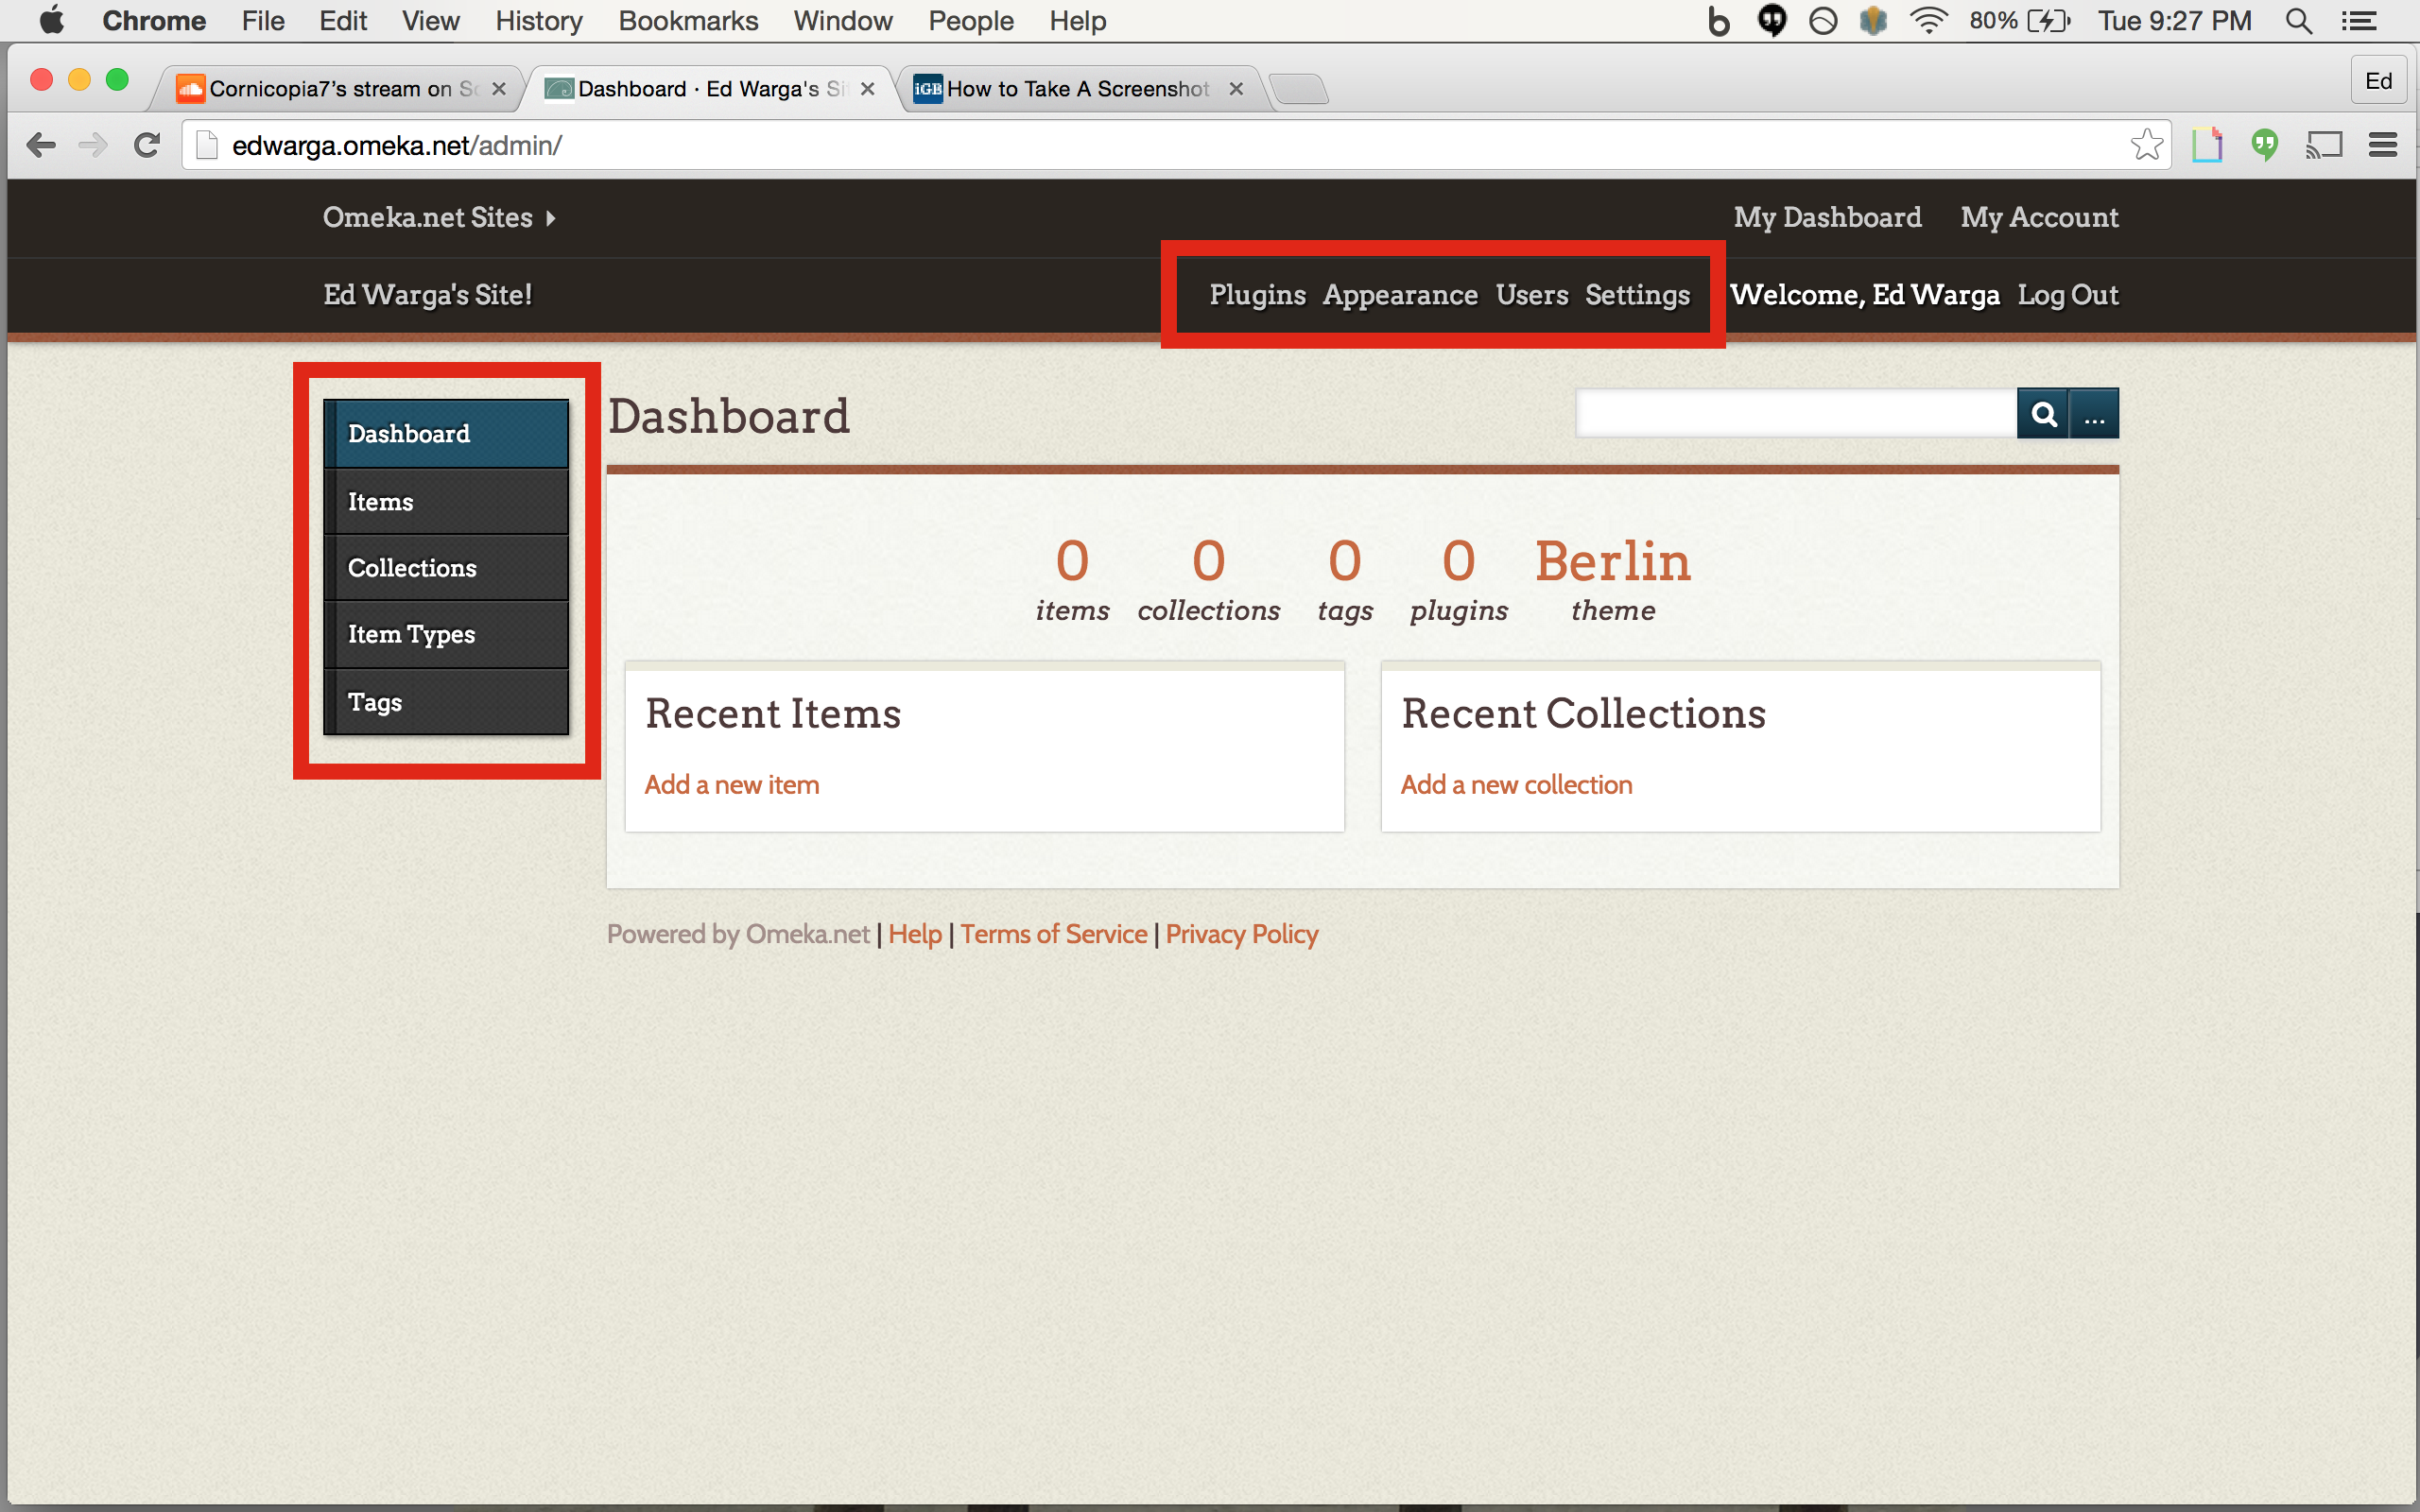 Chrome File Edit View History Bookmarks Window People Help 80% Tue 9:27 PM
Cornicopia7's stream on Dashboard · Ed Warga's iGB How to Take A Screenshot Ed
edwarga.omeka.net/admin/
Omeka.net Sites My Dashboard My Account
Ed Warga's Site! Plugins Appearance Users Settings Welcome, Ed Warga Log Out
Dashboard
Items
Collections
Item Types
Tags
Dashboard
...
0 0 0 0 Berlin
items collections tags plugins theme
Recent Items
Add a new item
Recent Collections
Add a new collection
Powered by Omeka.net | Help | Terms of Service | Privacy Policy